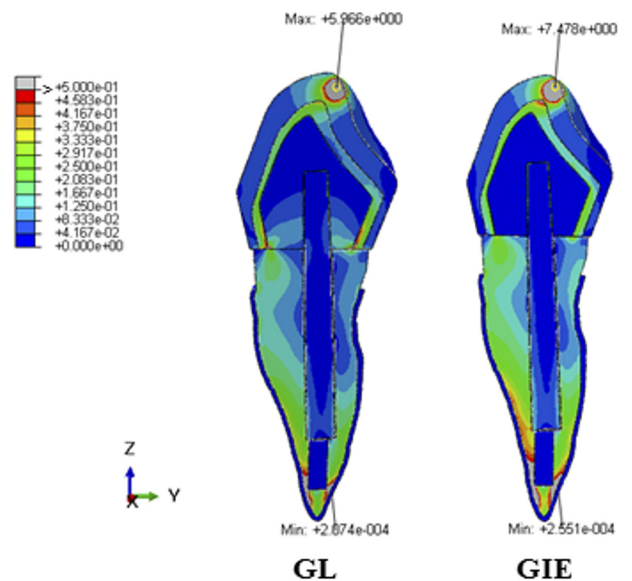 Max: +5.966e+000
Max: +7.478e+000
> +5.000e-01
+4.583e-01
+4.167e-01
+3.750e-01
+3.333e-01
+2.917e-01
+2.500e-01
+2.083e-01
+1.667e-01
+1.250e-01
+8.333e-02
+4.167e-02
+0.000e+00
Z
X
Y
Min: +2.874e-004
Min: +2.551e-004
GL
GIE